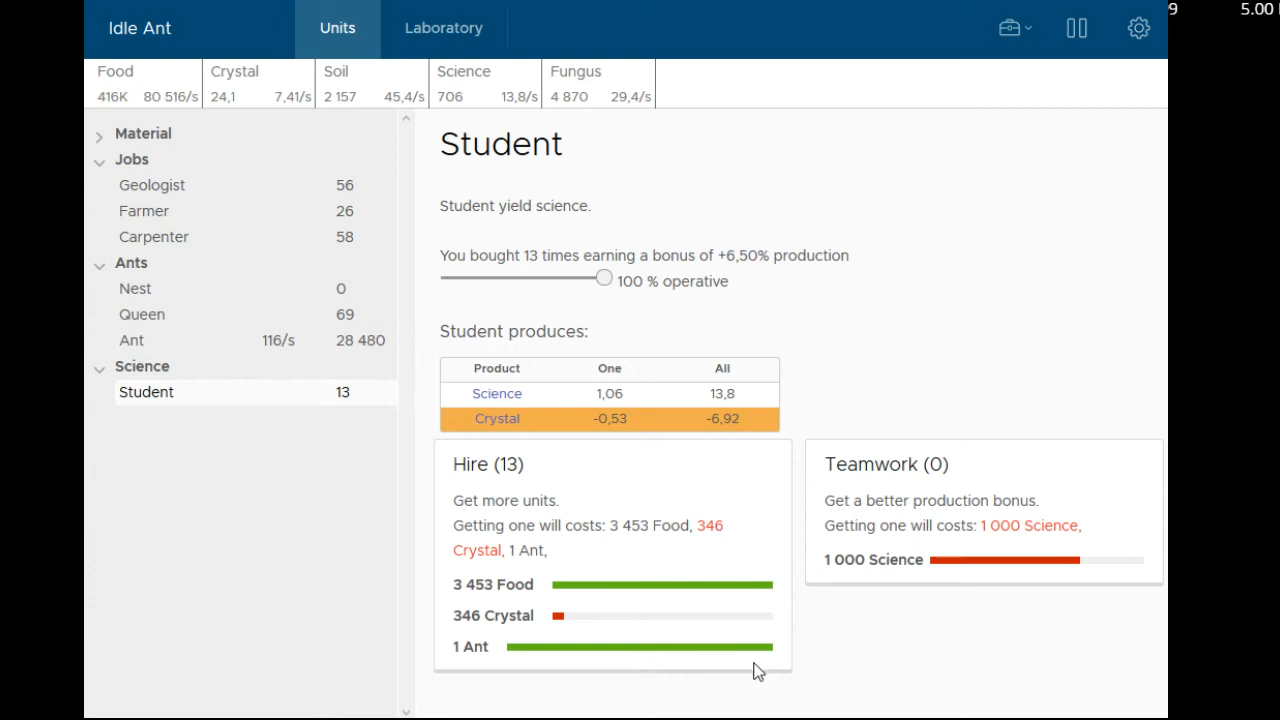 Idle Ant Units Laboratory 9 5.00
Food Crystal Soil Science Fungus
416K 80 516/s 24,1 7,41/s 2 157 45,4/s 706 13,8/s 4 870 29,4/s
Material
Jobs
Geologist 56
Farmer 26
Carpenter 58
Ants
Nest 0
Queen 69
Ant 116/s 28 480
Science
Student 13
Student
Student yield science.
You bought 13 times earning a bonus of +6,50% production
100 % operative
Student produces:
Product One All
Science 1,06 13,8
Crystal -0,53 -6,92
Hire (13)
Get more units.
Getting one will costs: 3 453 Food, 346
Crystal, 1 Ant,
3 453 Food
346 Crystal
1 Ant
Teamwork (0)
Get a better production bonus.
Getting one will costs: 1 000 Science,
1 000 Science